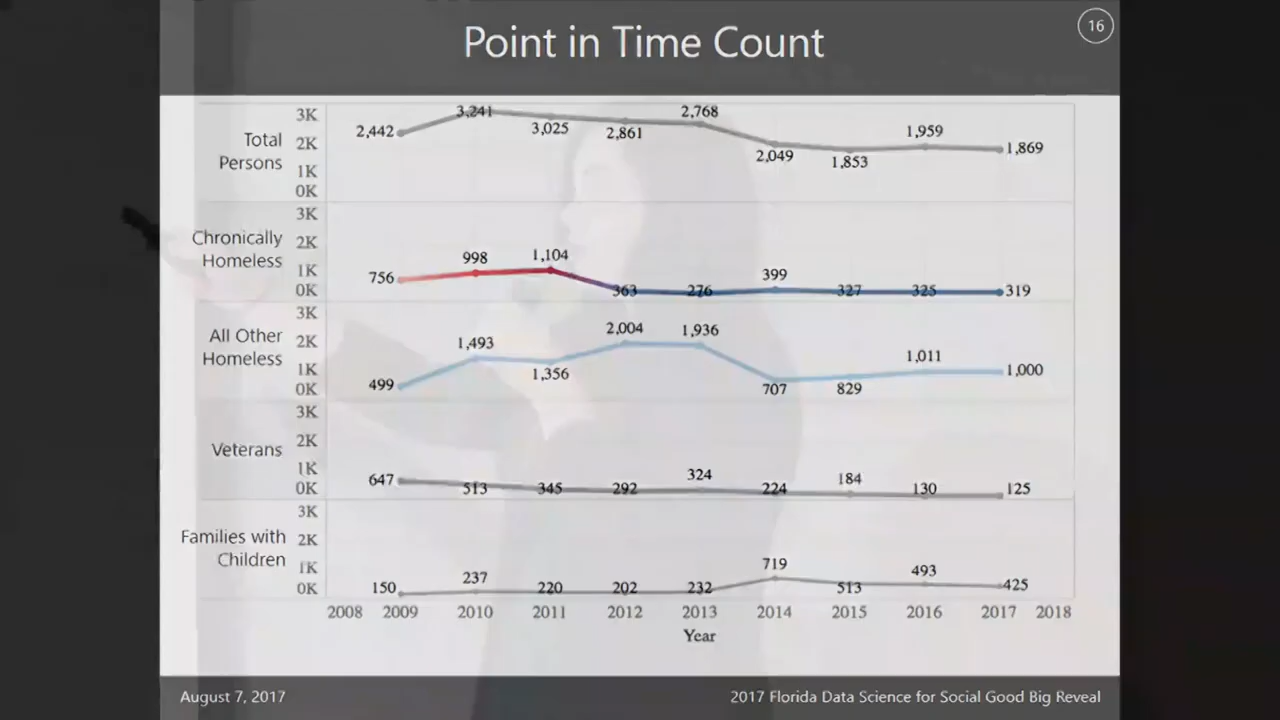 Point in Time Count
16
Total
Persons
3K
2K
1K
0K
2,442
3,241
3,025
2,861
2,768
2,049
1,853
1,959
1,869
Chronically
Homeless
3K
2K
1K
0K
756
998
1,104
363
276
399
327
325
319
All Other
Homeless
3K
2K
1K
0K
499
1,493
1,356
2,004
1,936
707
829
1,011
1,000
Veterans
3K
2K
1K
0K
647
513
345
292
324
224
184
130
125
Families with
Children
3K
2K
1K
0K
150
237
220
202
232
719
513
493
425
2008 2009 2010 2011 2012 2013 2014 2015 2016 2017 2018
Year
August 7, 2017
2017 Florida Data Science for Social Good Big Reveal